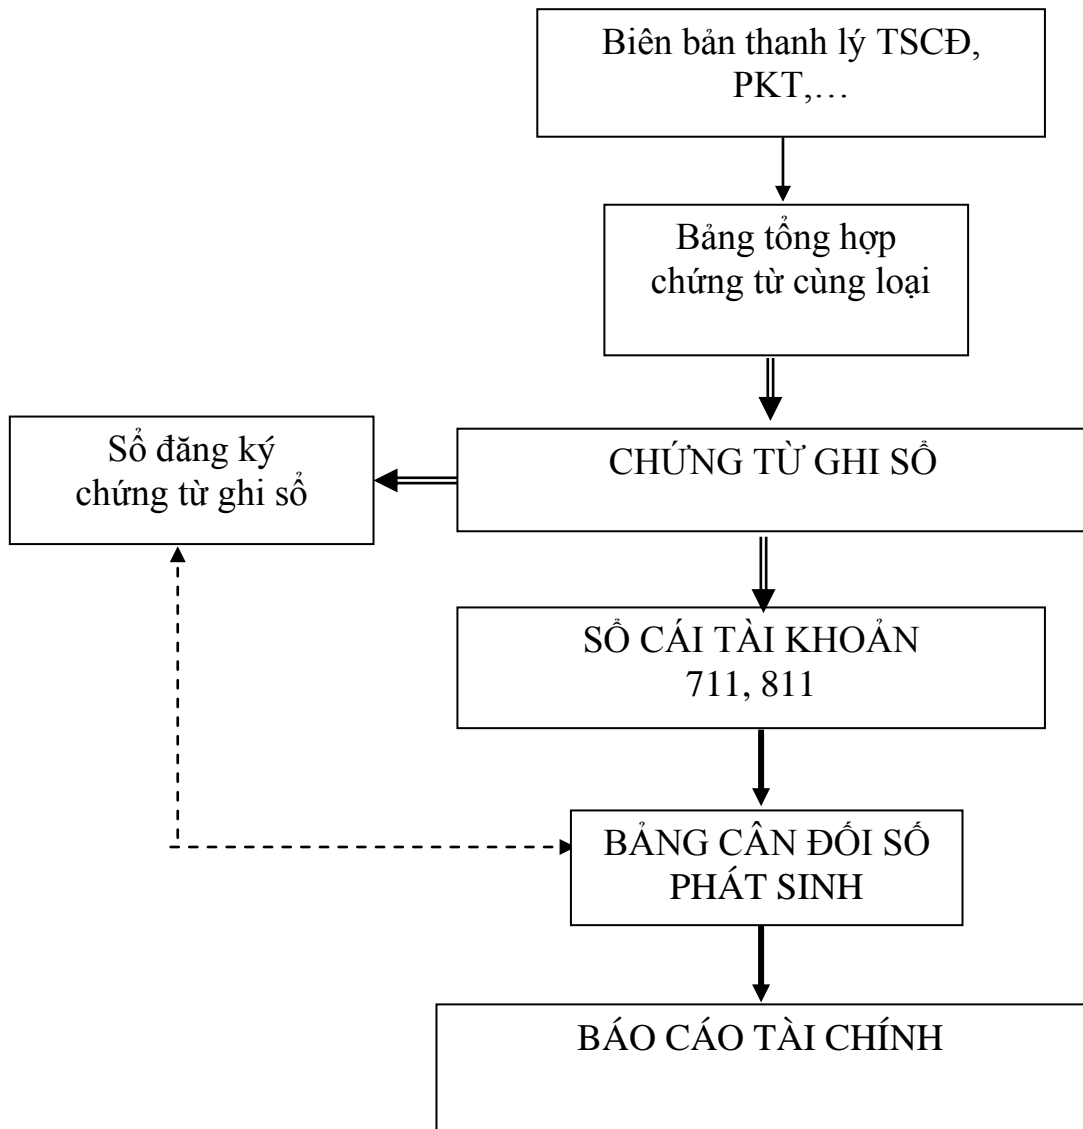 Biên bản thanh lý TSCĐ,
PKT,…
Bảng tổng hợp
chứng từ cùng loại
Sổ đăng ký
chứng từ ghi sổ
CHỨNG TỪ GHI SỔ
SỔ CÁI TÀI KHOẢN
711, 811
BẢNG CÂN ĐỐI SỐ
PHÁT SINH
BÁO CÁO TÀI CHÍNH